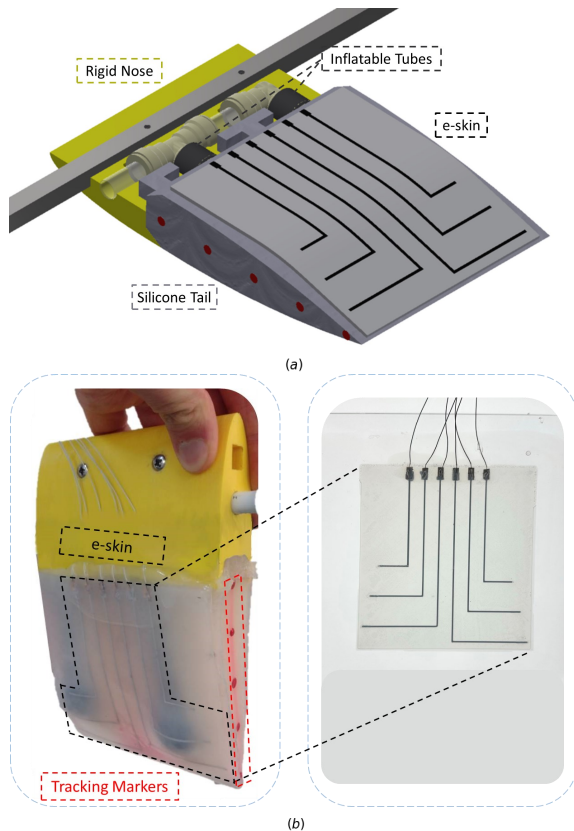 Rigid Nose
Inflatable Tubes
e-skin
Silicone Tail
(a)
e-skin
Tracking Markers
(b)